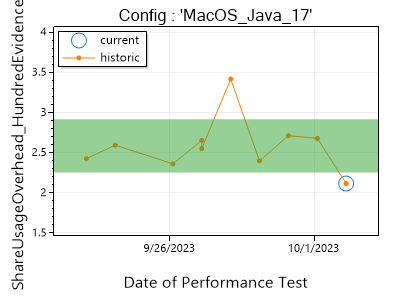 Config : 'MacOS_Java_17'
ShareUsageOverhead_HundredEvidence
current
historic
4
3.5
3
2.5
2
1.5
9/26/2023
10/1/2023
Date of Performance Test